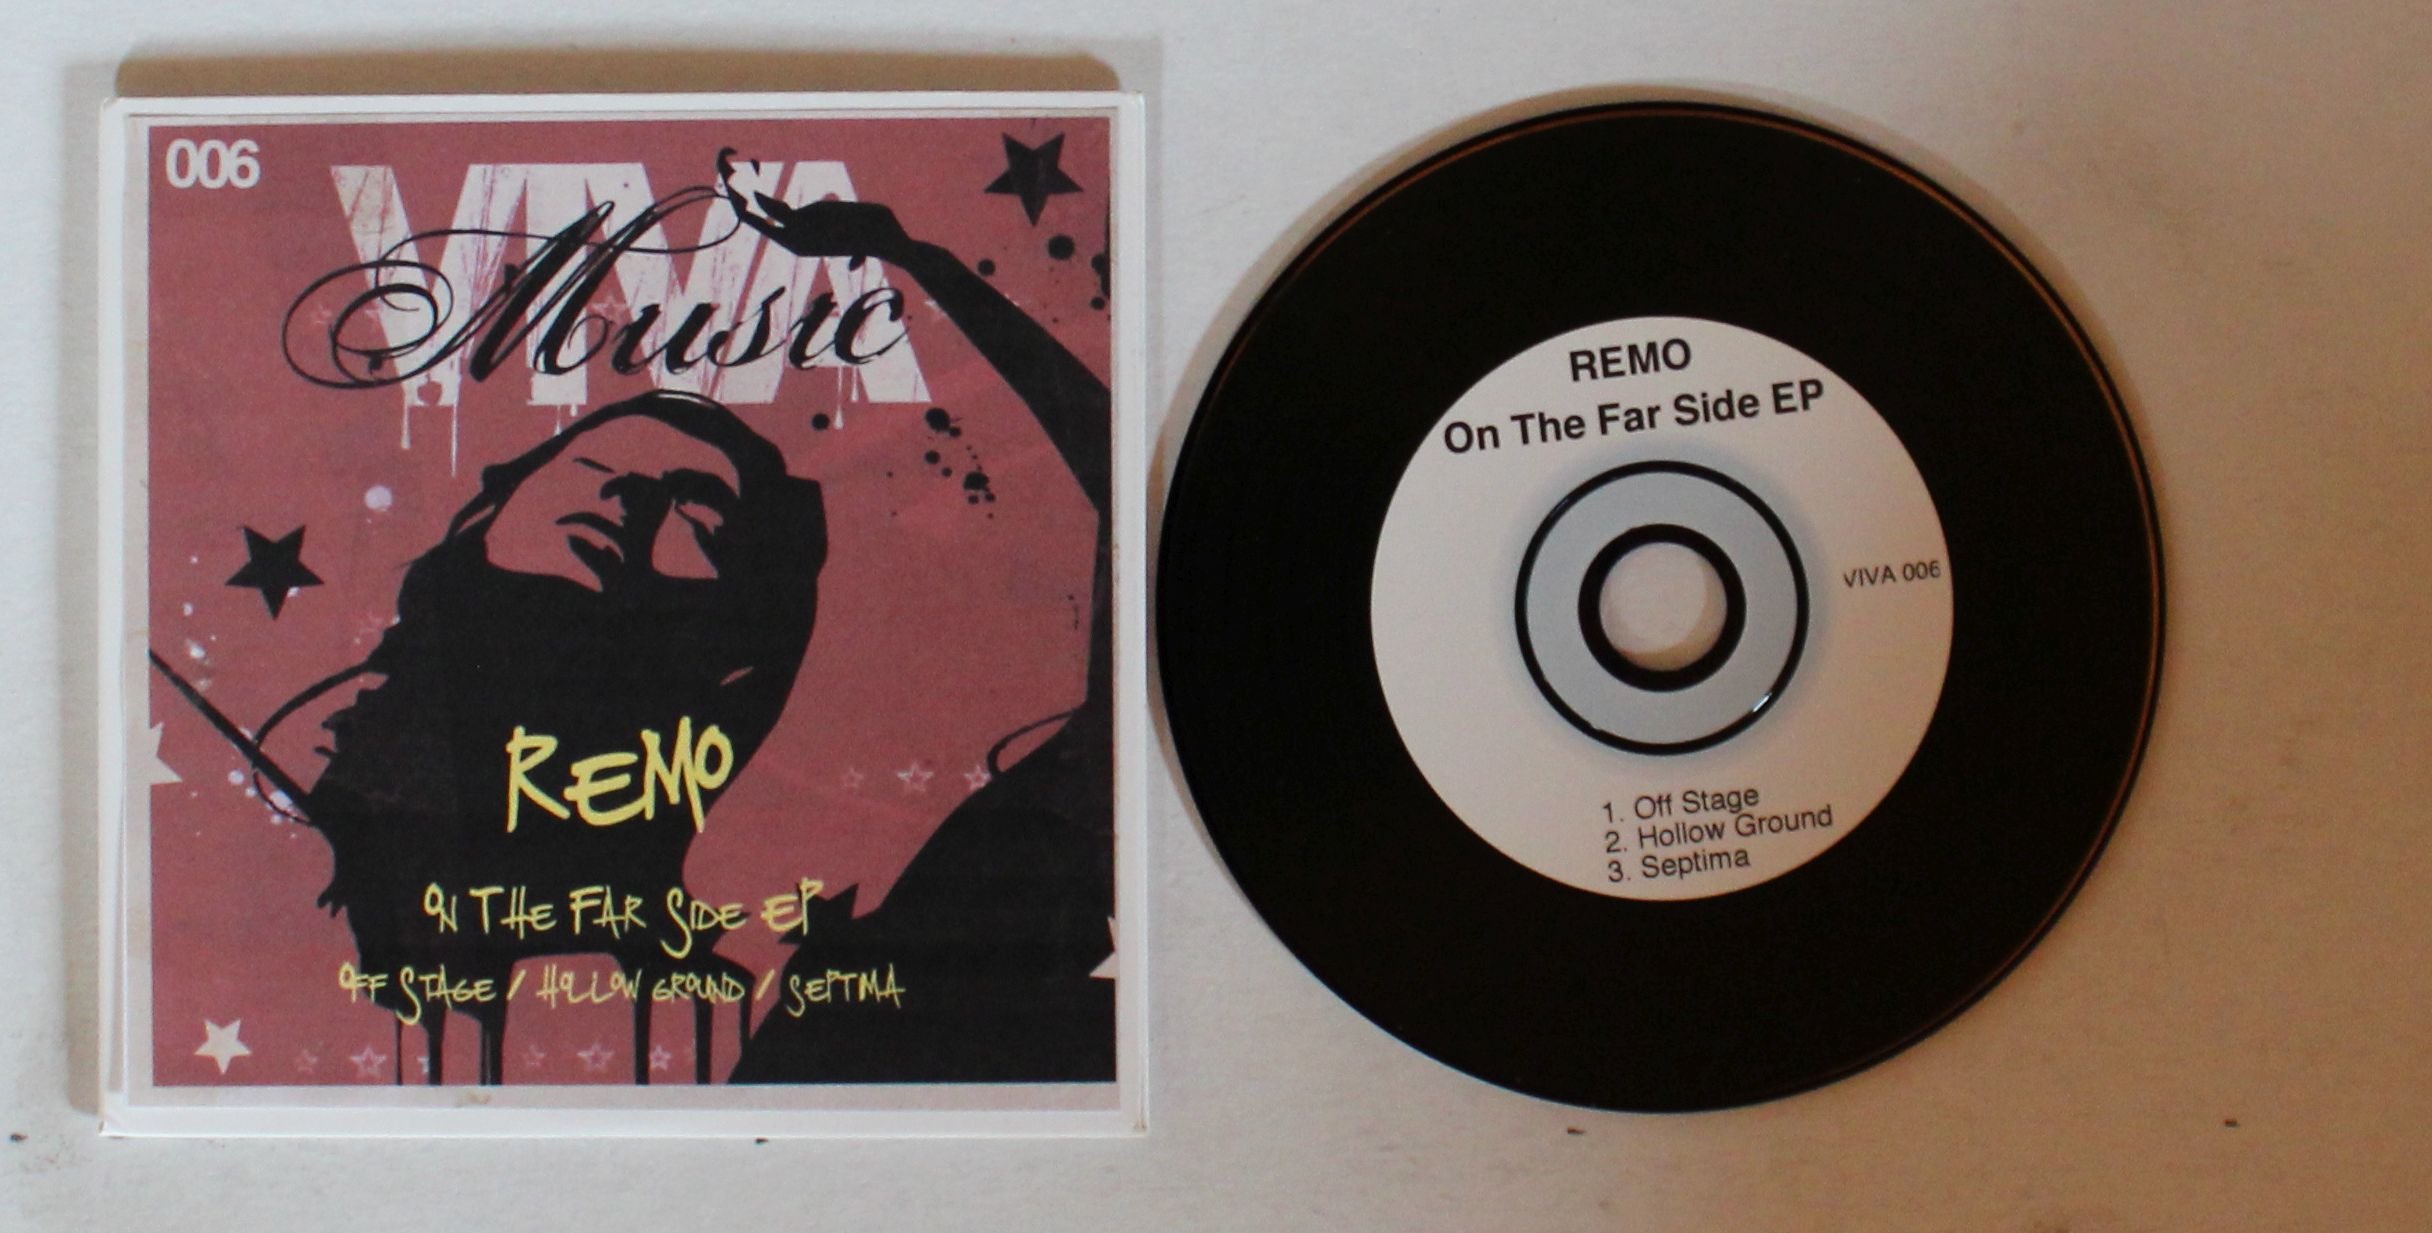 006
VIVA
Music
REMO
ON THE FAR SIDE EP
OFF STAGE / HOLLOW GROUND / SEPTIMA
REMO
On The Far Side EP
VIVA 006
1. Off Stage
2. Hollow Ground
3. Septima